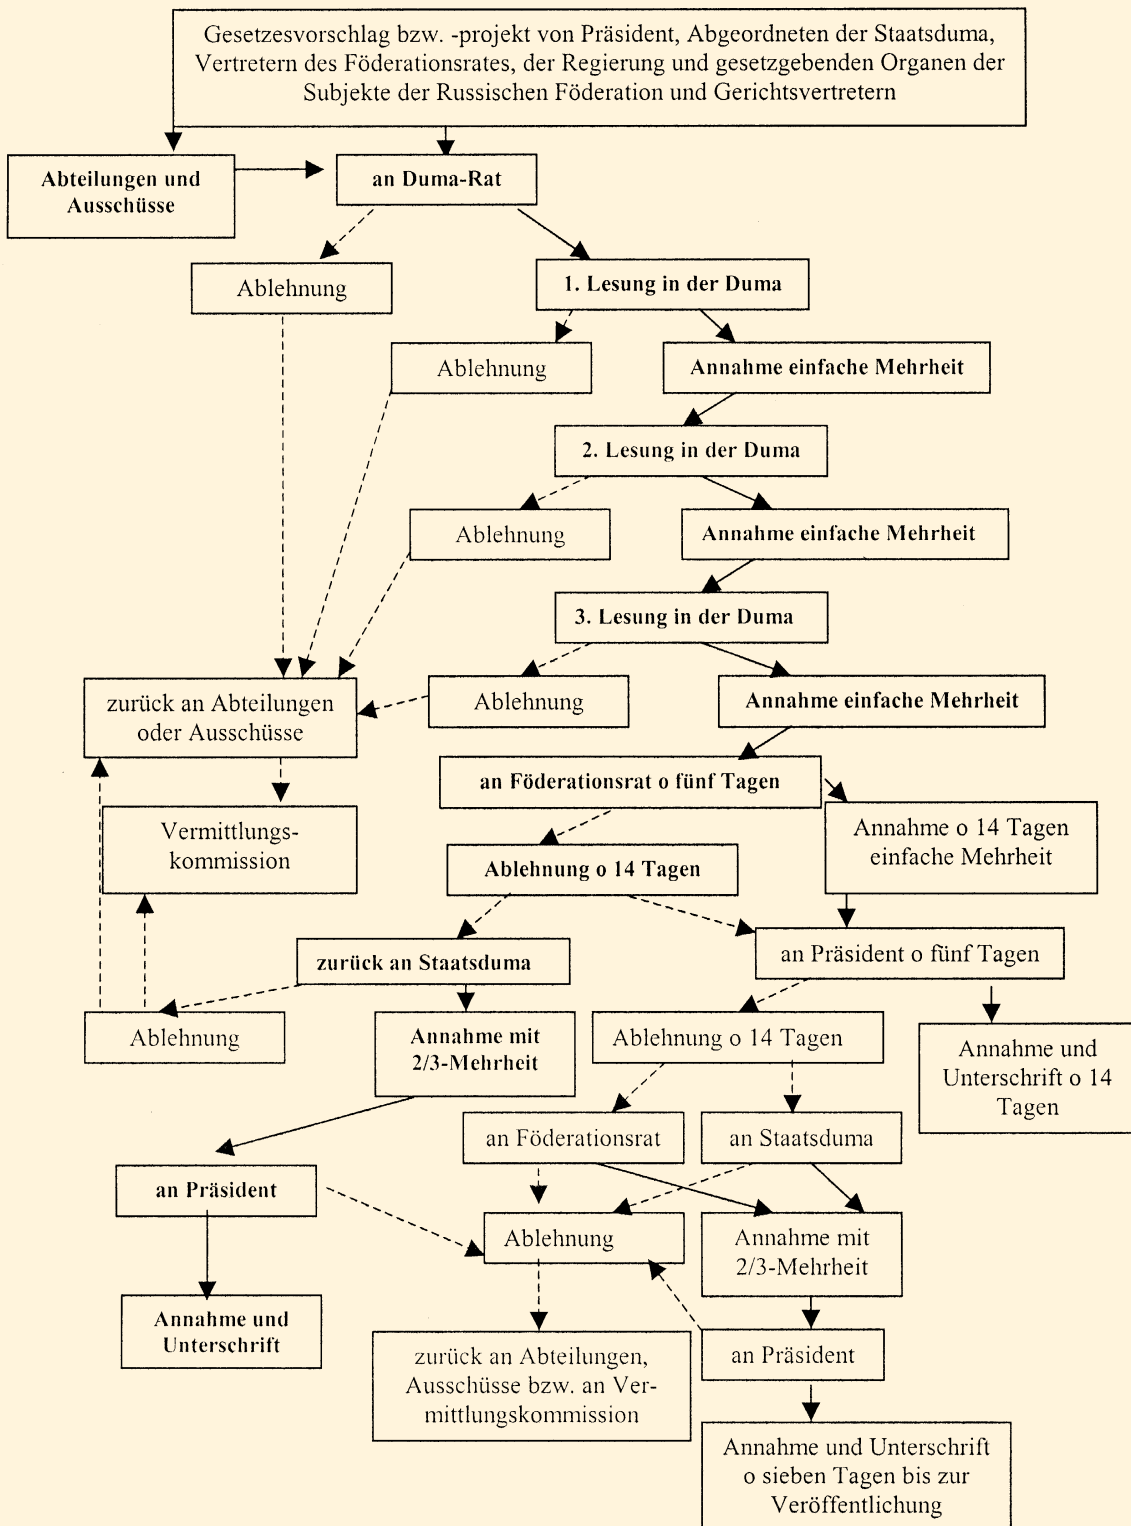 Gesetzesvorschlag bzw. -projekt von Präsident, Abgeordneten der Staatsduma,
Vertretern des Föderationsrates, der Regierung und gesetzgebenden Organen der
Subjekte der Russischen Föderation und Gerichtsvertretern
Abteilungen und
Ausschüsse
an Duma-Rat
Ablehnung
1. Lesung in der Duma
Ablehnung
Annahme einfache Mehrheit
2. Lesung in der Duma
Ablehnung
Annahme einfache Mehrheit
3. Lesung in der Duma
zurück an Abteilungen
oder Ausschüsse
Ablehnung
Annahme einfache Mehrheit
an Föderationsrat o fünf Tagen
Vermittlungs-
kommission
Annahme o 14 Tagen
einfache Mehrheit
Ablehnung o 14 Tagen
zurück an Staatsduma
an Präsident o fünf Tagen
Ablehnung
Annahme mit
2/3-Mehrheit
Ablehnung o 14 Tagen
Annahme und
Unterschrift o 14
Tagen
an Föderationsrat
an Staatsduma
an Präsident
Ablehnung
Annahme mit
2/3-Mehrheit
Annahme und
Unterschrift
zurück an Abteilungen,
Ausschüsse bzw. an Ver-
mittlungskommission
an Präsident
Annahme und Unterschrift
o sieben Tagen bis zur
Veröffentlichung